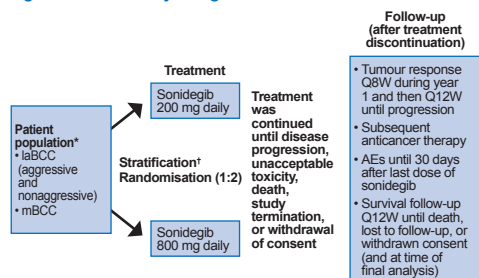 Follow-up
(after treatment
discontinuation)
Treatment
Sonidegib
200 mg daily
Patient
population*
• laBCC
(aggressive
and
nonaggressive)
• mBCC
Stratification†
Randomisation (1:2)
Sonidegib
800 mg daily
Treatment
was
continued
until disease
progression,
unacceptable
toxicity,
death,
study
termination,
or withdrawal
of consent
• Tumour response
Q8W during year
1 and then Q12W
until progression
• Subsequent
anticancer therapy
• AEs until 30 days
after last dose of
sonidegib
• Survival follow-up
Q12W until death,
lost to follow-up, or
withdrawn consent
(and at time of
final analysis)